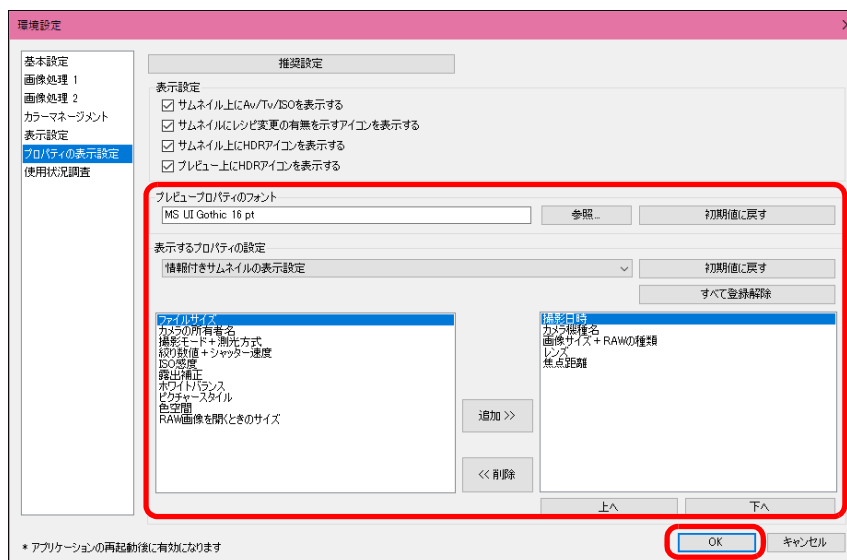 環境設定
基本設定
画像処理 1
画像処理 2
カラーマネージメント
表示設定
プロパティの表示設定
使用状況調査
推奨設定
表示設定
サムネイル上にAv/Tv/ISOを表示する
サムネイルにレシピ変更の有無を示すアイコンを表示する
サムネイル上にHDRアイコンを表示する
プレビュー上にHDRアイコンを表示する
プレビュープロパティのフォント
MS UI Gothic 16 pt
参照...
初期値に戻す
表示するプロパティの設定
情報付きサムネイルの表示設定
初期値に戻す
すべて登録解除
ファイルサイズ
カメラの所有者名
撮影モード+測光方式
絞り数値+シャッター速度
ISO感度
露出補正
ホワイトバランス
ピクチャースタイル
色空間
RAW画像を開くときのサイズ
追加 >>
<< 削除
撮影日時
カメラ機種名
画像サイズ+RAWの種類
レンズ
焦点距離
上へ
下へ
* アプリケーションの再起動後に有効になります
OK
キャンセル